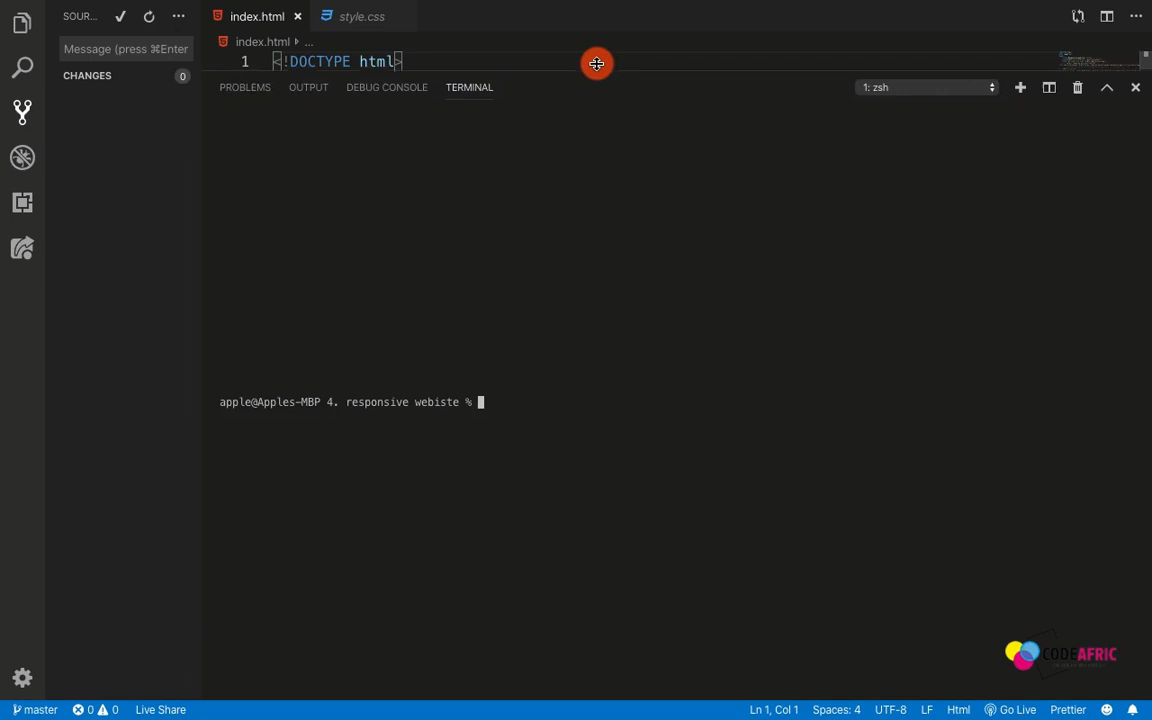 SOUR...
Message (press ⌘Enter
CHANGES
0
index.html
style.css
index.html ...
1 <!DOCTYPE html>
PROBLEMS OUTPUT DEBUG CONSOLE TERMINAL
1: zsh
apple@Apples-MBP 4. responsive webiste %
CODEAFRIC
master 0 0 Live Share
Ln 1, Col 1 Spaces: 4 UTF-8 LF Html Go Live Prettier